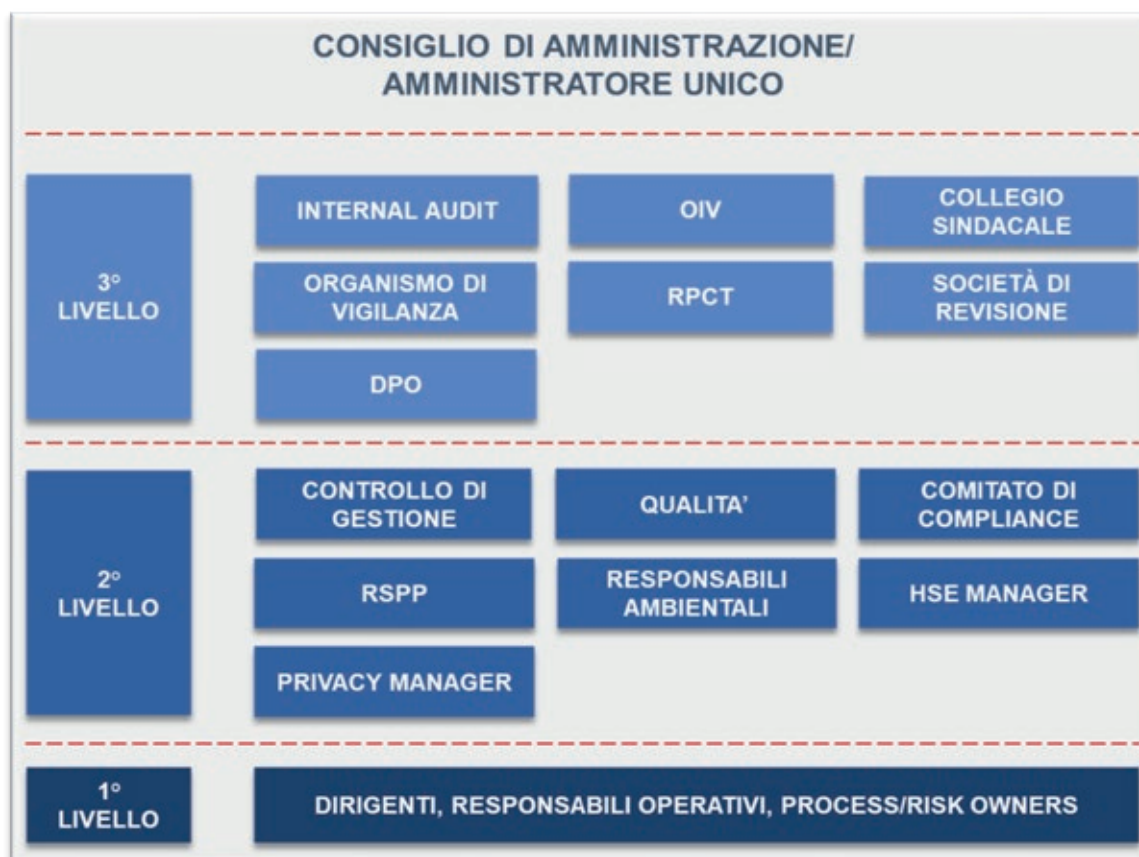 CONSIGLIO DI AMMINISTRAZIONE/
AMMINISTRATORE UNICO
3°
LIVELLO
INTERNAL AUDIT
OIV
COLLEGIO
SINDACALE
ORGANISMO DI
VIGILANZA
RPCT
SOCIETÀ DI
REVISIONE
DPO
2°
LIVELLO
CONTROLLO DI
GESTIONE
QUALITA’
COMITATO DI
COMPLIANCE
RSPP
RESPONSABILI
AMBIENTALI
HSE MANAGER
PRIVACY MANAGER
1°
LIVELLO
DIRIGENTI, RESPONSABILI OPERATIVI, PROCESS/RISK OWNERS